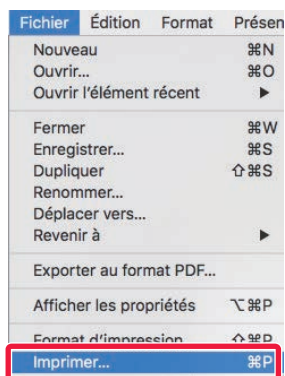 Fichier Édition Format Présen
Nouveau ⌘N
Ouvrir... ⌘O
Ouvrir l'élément récent ▶
Fermer ⌘W
Enregistrer... ⌘S
Dupliquer ⇧⌘S
Renommer...
Déplacer vers...
Revenir à ▶
Exporter au format PDF...
Afficher les propriétés ⌥⌘P
Format d'impression ⇧⌘P
Imprimer... ⌘P